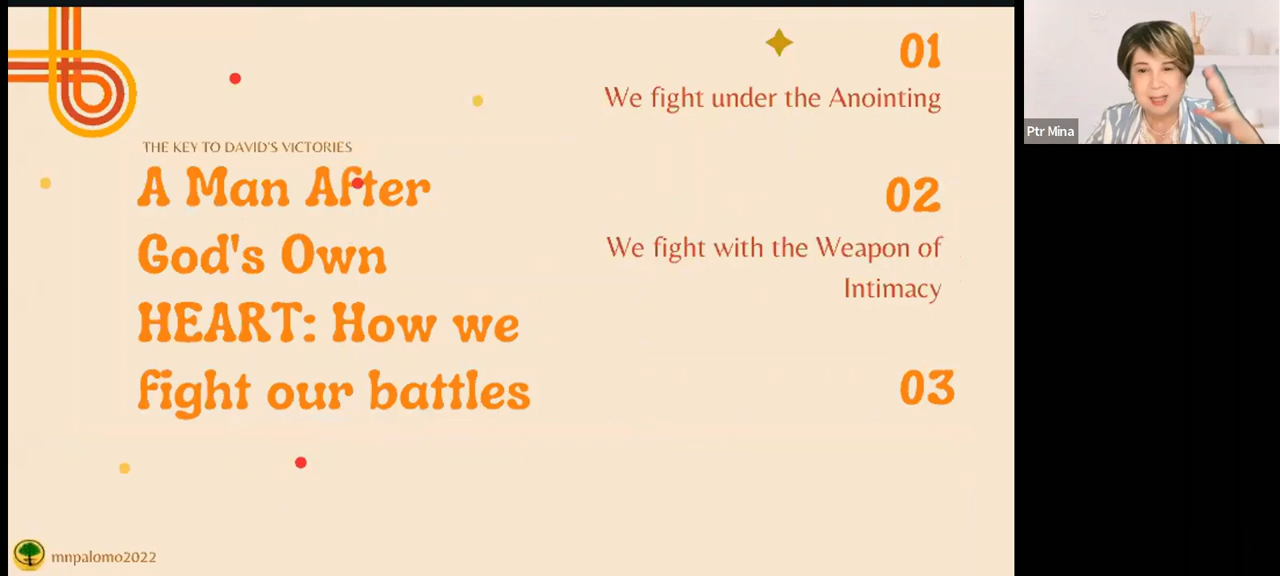 THE KEY TO DAVID'S VICTORIES
A Man After
God's Own
HEART: How we
fight our battles
01
We fight under the Anointing
02
We fight with the Weapon of
Intimacy
03
mnpalomo2022
Ptr Mina